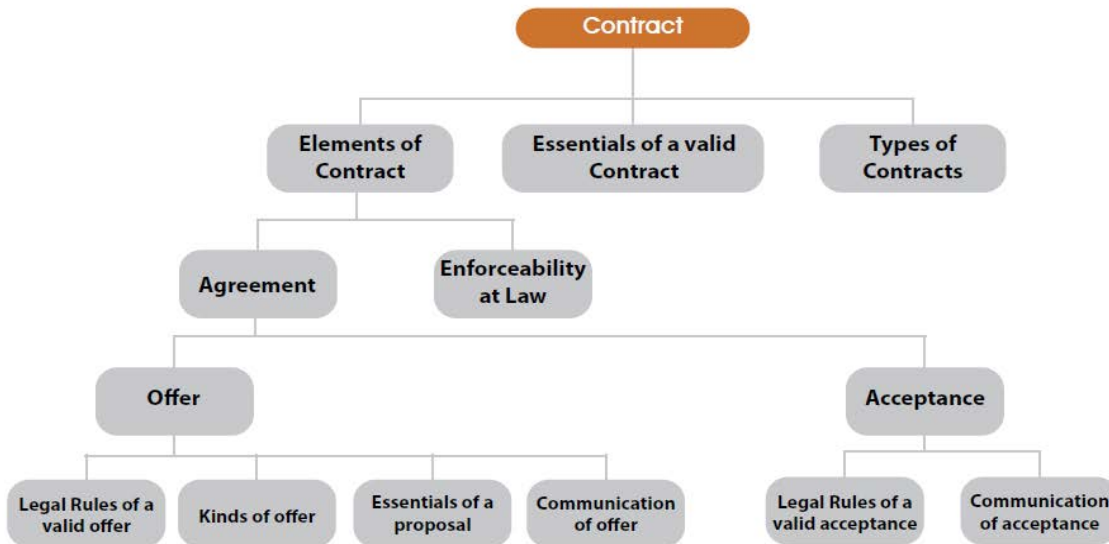 Contract
Elements of
Contract
Essentials of a valid
Contract
Types of
Contracts
Agreement
Enforceability
at Law
Offer
Acceptance
Legal Rules of a
valid offer
Kinds of offer
Essentials of a
proposal
Communication
of offer
Legal Rules of a
valid acceptance
Communication
of acceptance